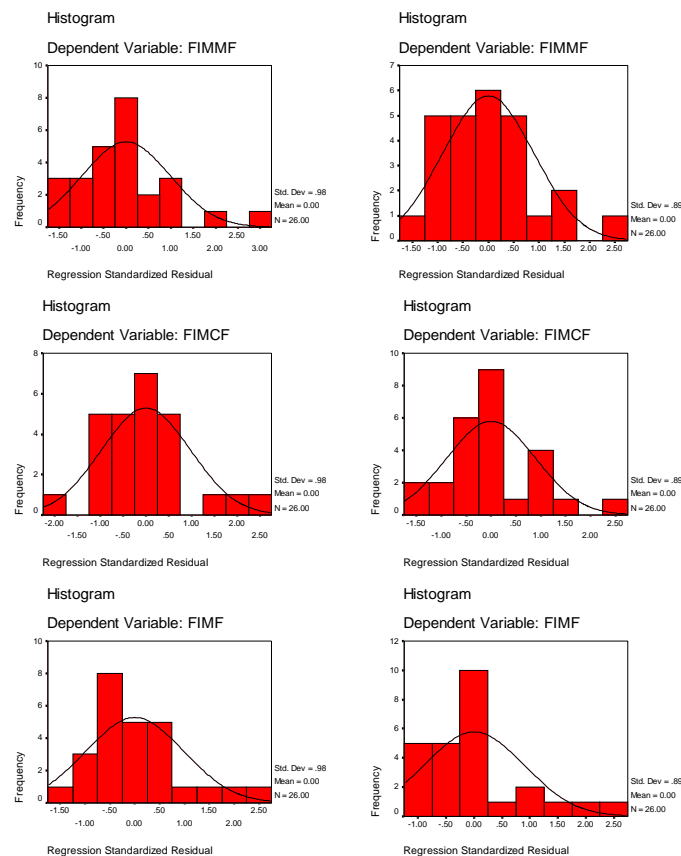 Histogram
Dependent Variable: FIMMF
10
8
6
4
2
0
Frequency
-1.50 -.50 .50 1.50 3.00
-1.00 0.00 1.00 2.00
Std. Dev = .98
Mean = 0.00
N = 26.00
Regression Standardized Residual
Histogram
Dependent Variable: FIMMF
7
6
5
4
3
2
1
0
Frequency
-1.50 -.50 .50 1.50 2.50
-1.00 0.00 1.00 2.00
Std. Dev = .89
Mean = 0.00
N = 26.00
Regression Standardized Residual
Histogram
Dependent Variable: FIMCF
8
6
4
2
0
Frequency
-2.00 -1.00 0.00 1.00 2.00
-1.50 -.50 .50 1.50 2.50
Std. Dev = .98
Mean = 0.00
N = 26.00
Regression Standardized Residual
Histogram
Dependent Variable: FIMCF
10
8
6
4
2
0
Frequency
-1.50 -.50 .50 1.50 2.50
-1.00 0.00 1.00 2.00
Std. Dev = .89
Mean = 0.00
N = 26.00
Regression Standardized Residual
Histogram
Dependent Variable: FIMF
10
8
6
4
2
0
Frequency
-1.50 -.50 .50 1.50 2.50
-1.00 0.00 1.00 2.00
Std. Dev = .98
Mean = 0.00
N = 26.00
Regression Standardized Residual
Histogram
Dependent Variable: FIMF
12
10
8
6
4
2
0
Frequency
-1.00 0.00 1.00 2.00
-.50 .50 1.50 2.50
Std. Dev = .89
Mean = 0.00
N = 26.00
Regression Standardized Residual